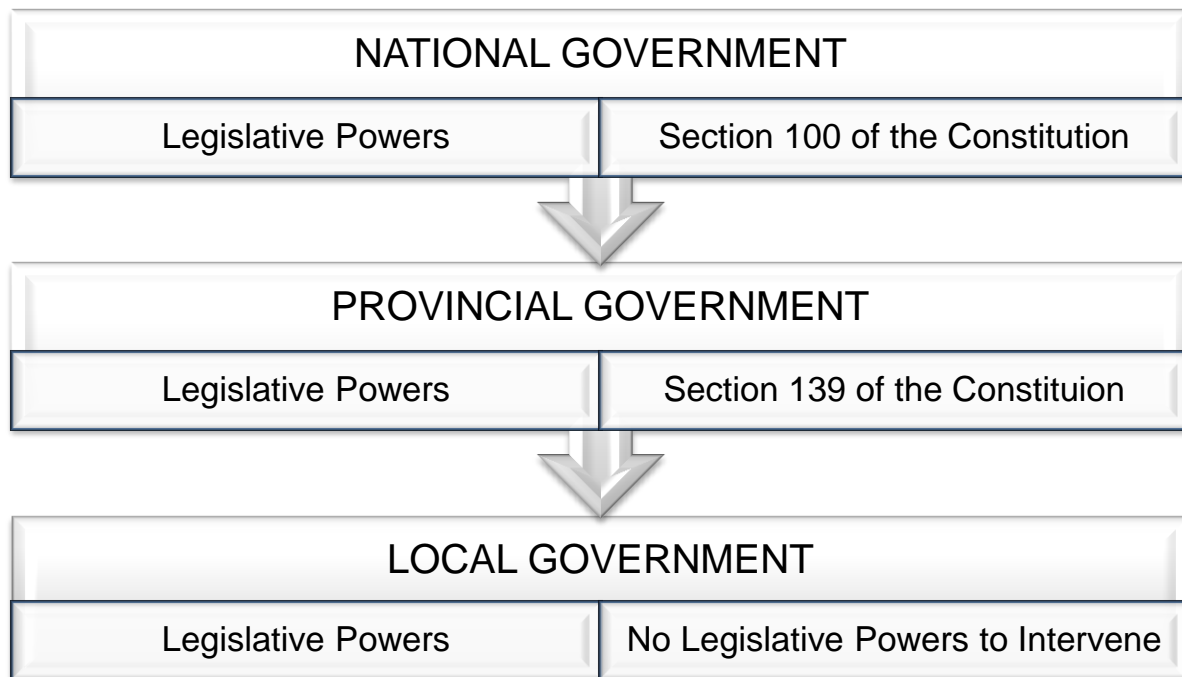 NATIONAL GOVERNMENT
Legislative Powers
Section 100 of the Constitution
PROVINCIAL GOVERNMENT
Legislative Powers
Section 139 of the Constituion
LOCAL GOVERNMENT
Legislative Powers
No Legislative Powers to Intervene